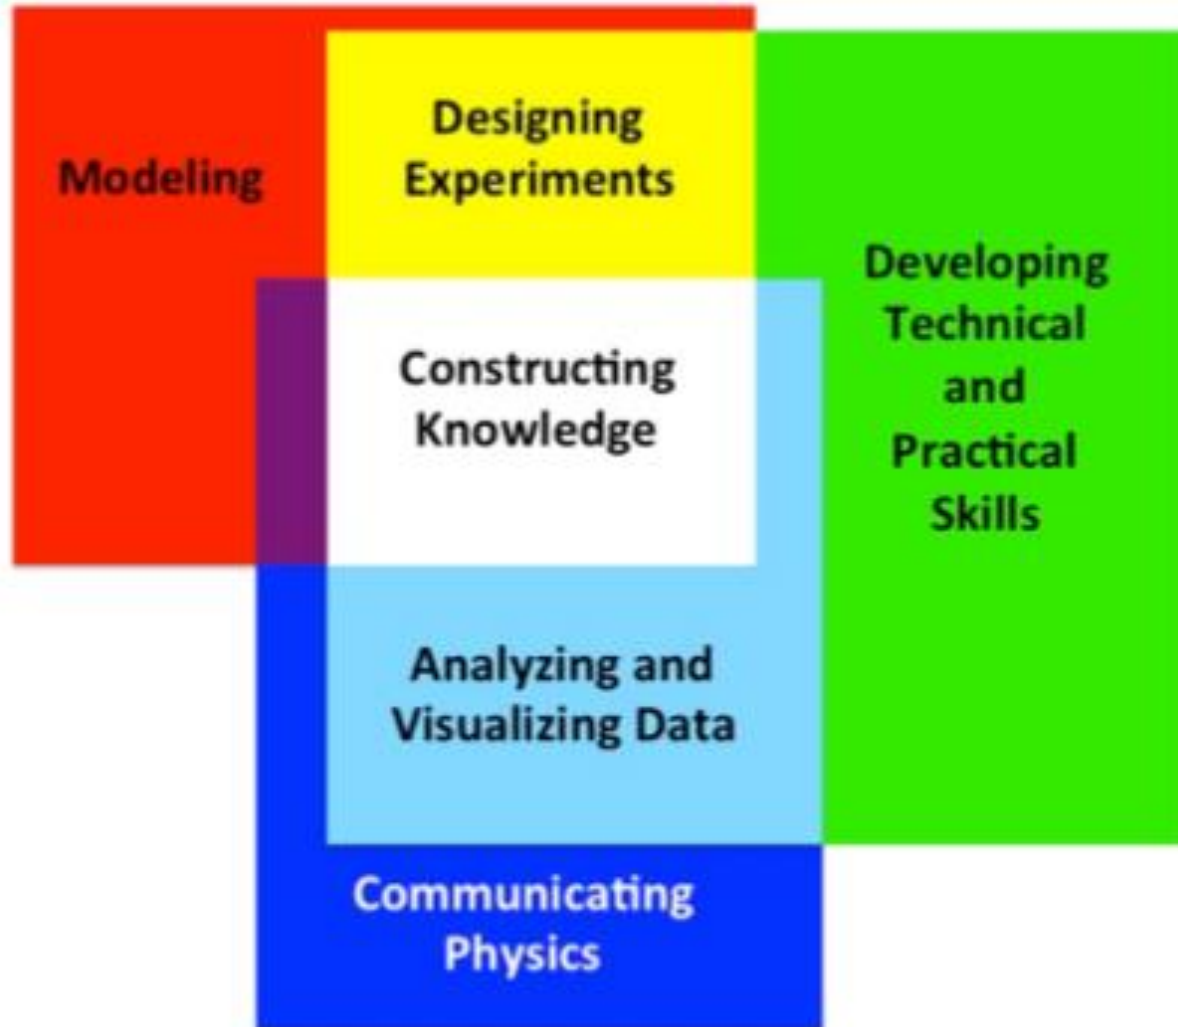 Modeling
Designing
Experiments
Developing
Technical
and
Practical
Skills
Constructing
Knowledge
Analyzing and
Visualizing Data
Communicating
Physics